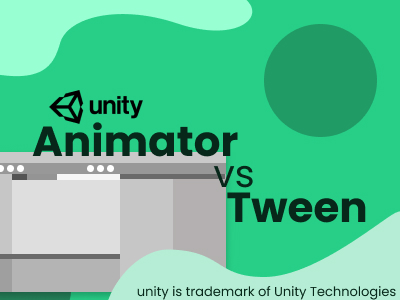 unity
Animator
vs
Tween
unity is trademark of Unity Technologies